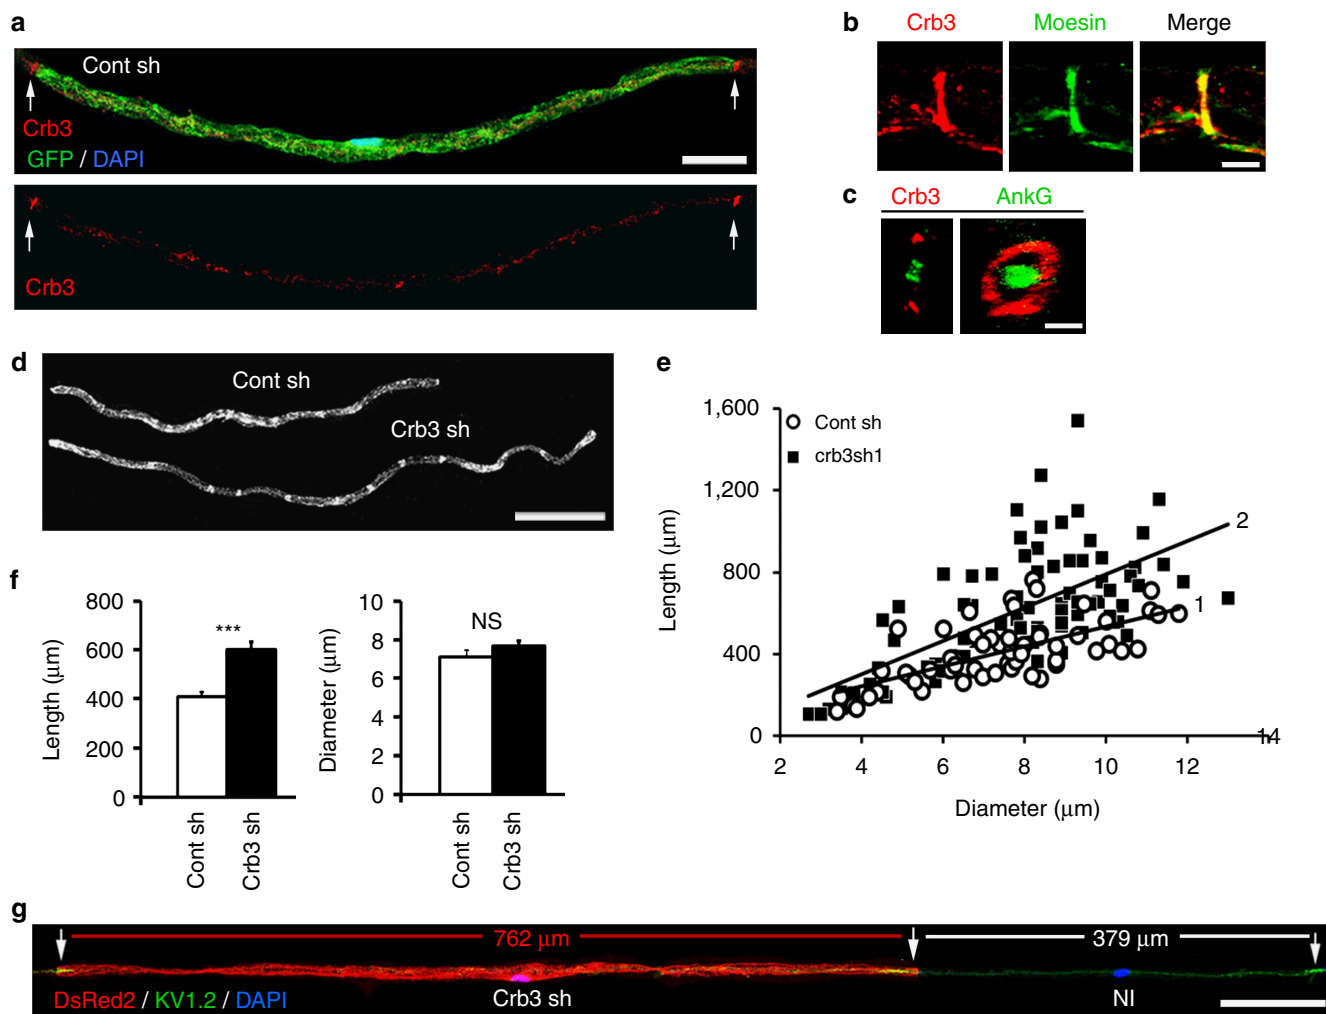 a
Cont sh
Crb3
GFP / DAPI
Crb3
b
Crb3 Moesin Merge
c
Crb3 AnkG
d
Cont sh
Crb3 sh
e
1,600
1,200
800
400
0
Length (μm)
Cont sh
crb3sh1
2
1
2 4 6 8 10 12 14
Diameter (μm)
f
800
600
400
200
0
Length (μm)
***
Cont sh
Crb3 sh
10
8
6
4
2
0
Diameter (μm)
NS
Cont sh
Crb3 sh
g
762 μm
379 μm
DsRed2 / KV1.2 / DAPI
Crb3 sh
NI